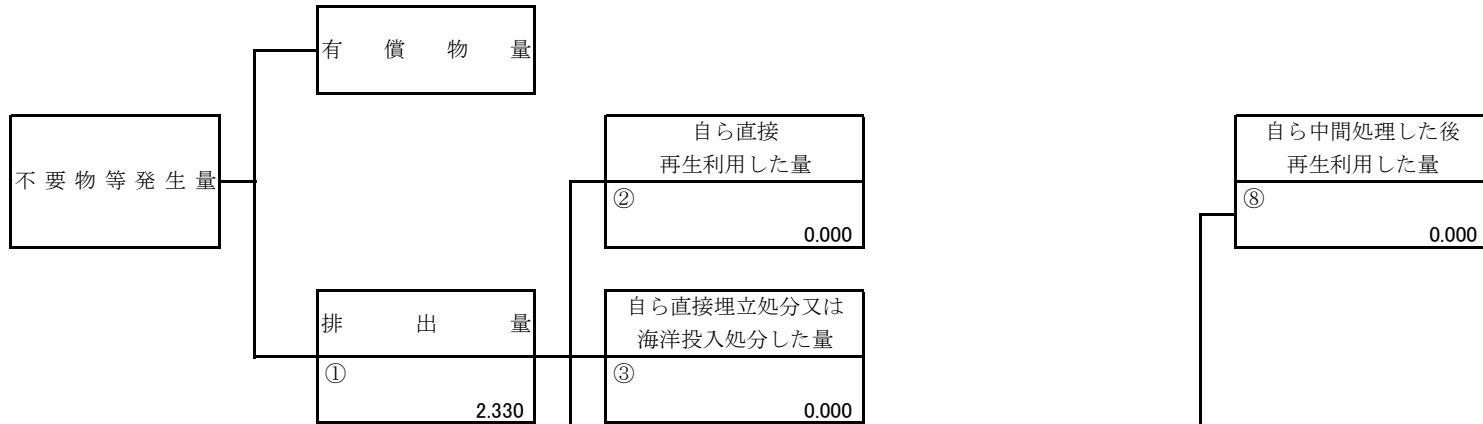 有償物量
不要物等発生量
自ら直接
再生利用した量
②
0.000
自ら中間処理した後
再生利用した量
⑧
0.000
排出量
①
2.330
自ら直接埋立処分又は
海洋投入処分した量
③
0.000